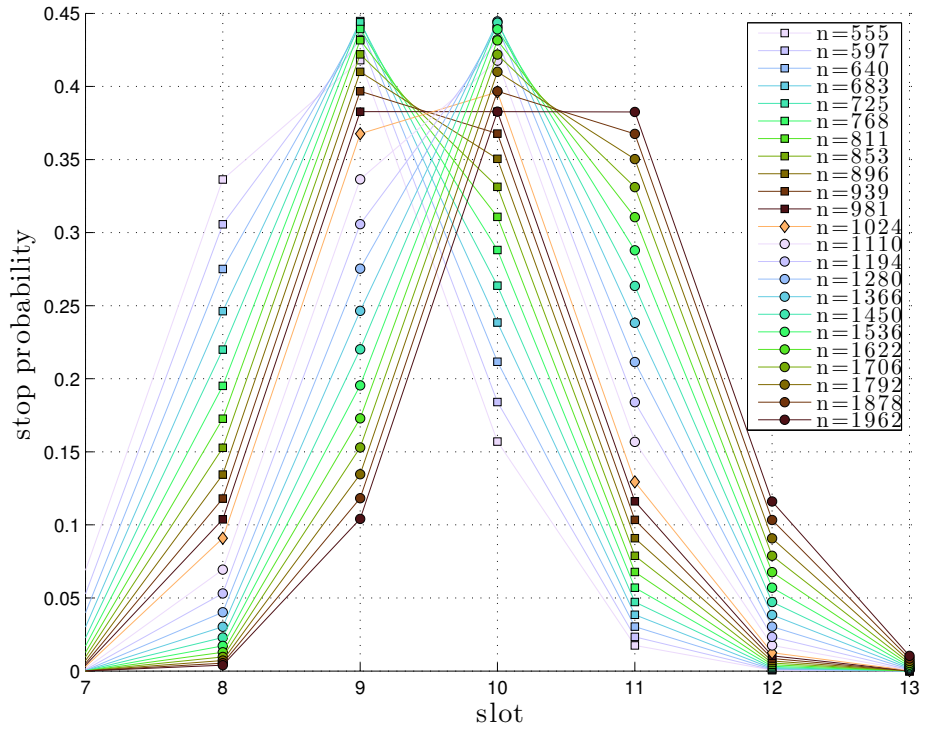 0.45
0.4
0.35
0.3
0.25
0.2
0.15
0.1
0.05
0
stop probability
7
8
9
10
11
12
13
slot
n=555
n=597
n=640
n=683
n=725
n=768
n=811
n=853
n=896
n=939
n=981
n=1024
n=1110
n=1194
n=1280
n=1366
n=1450
n=1536
n=1622
n=1706
n=1792
n=1878
n=1962